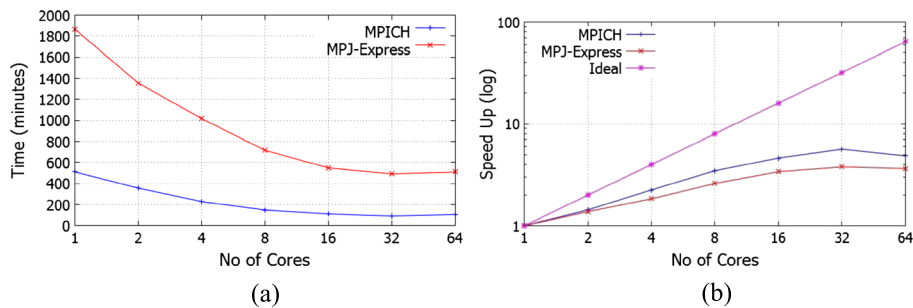 2000
1800
1600
1400
1200
1000
800
600
400
200
0
Time (minutes)
MPICH
MPJ-Express
1 2 4 8 16 32 64
No of Cores
(a)
100
10
1
Speed Up (log)
MPICH
MPJ-Express
Ideal
1 2 4 8 16 32 64
No of Cores
(b)